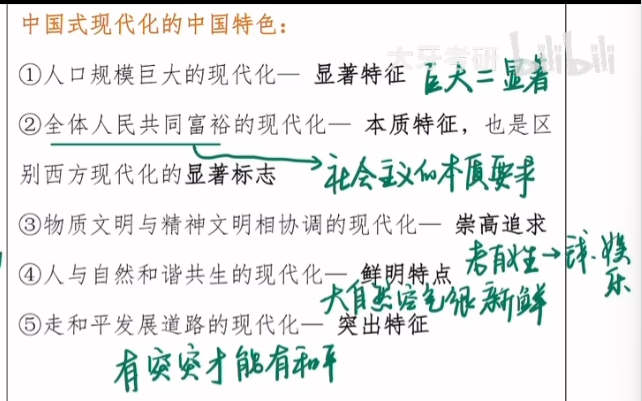 中国式现代化的中国特色：
大牙考研 bilibili
①人口规模巨大的现代化— 显著特征 巨大=显著
②全体人民共同富裕的现代化— 本质特征，也是区
别西方现代化的显著标志 社会主义的本质要求
③物质文明与精神文明相协调的现代化— 崇高追求
老百姓→钱.娱乐
④人与自然和谐共生的现代化— 鲜明特点
大自然空气很新鲜
⑤走和平发展道路的现代化— 突出特征
有突突才能有和平